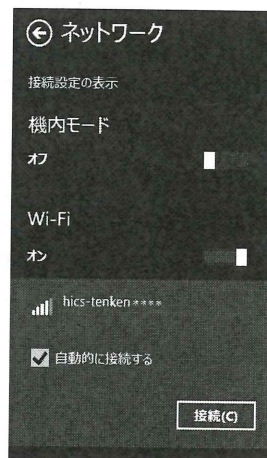 ネットワーク
接続設定の表示
機内モード
オフ
Wi-Fi
オン
hics-tenken****
自動的に接続する
接続(C)